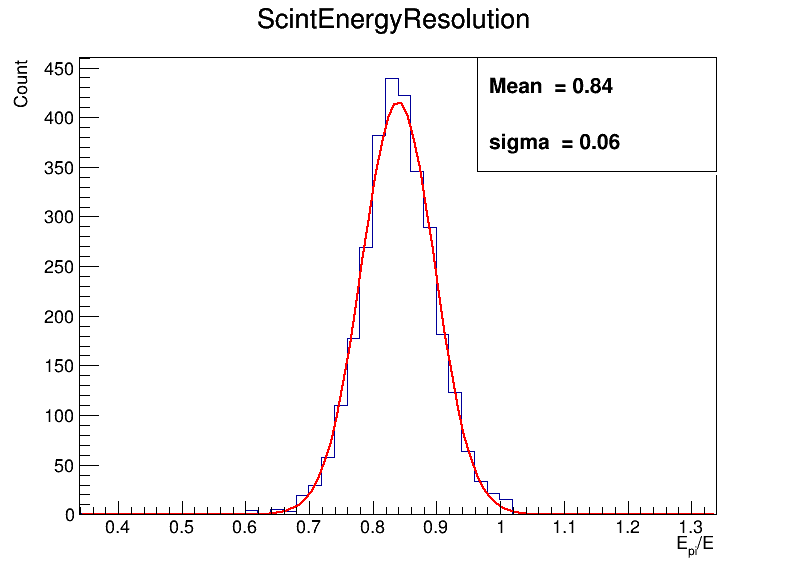 ScintEnergyResolution
Count
Mean = 0.84
sigma = 0.06
450
400
350
300
250
200
150
100
50
0
0.4 0.5 0.6 0.7 0.8 0.9 1 1.1 1.2 1.3
E_pi/E